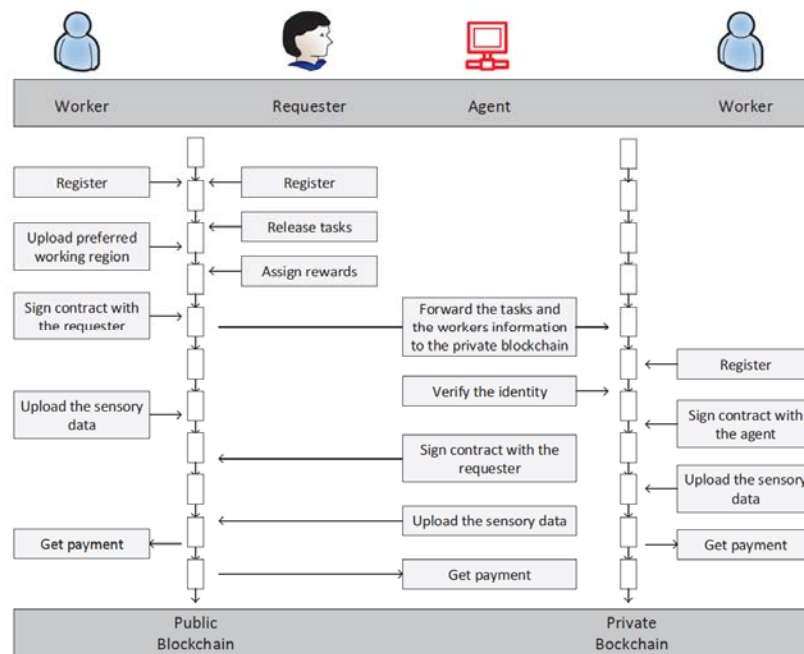 Worker
Requester
Agent
Worker
Register
Register
Release tasks
Upload preferred
working region
Assign rewards
Sign contract with
the requester
Forward the tasks and
the workers information
to the private blockchain
Register
Verify the identity
Upload the sensory
data
Sign contract with
the agent
Sign contract with the
requester
Upload the sensory
data
Upload the sensory data
Get payment
Get payment
Get payment
Public
Blockchain
Private
Bockchain